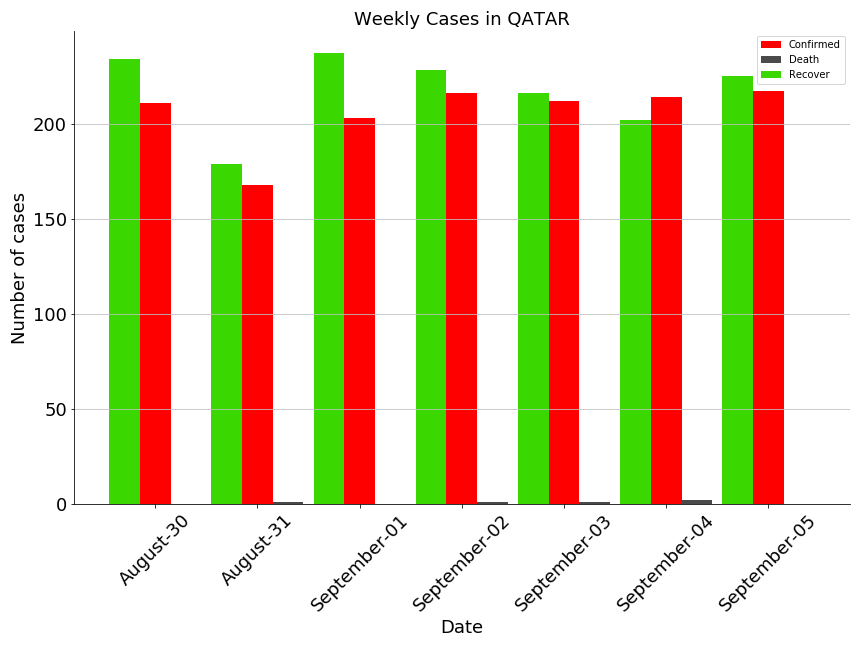 Weekly Cases in QATAR
Confirmed
Death
Recover
Number of cases
200
150
100
50
0
August-30
August-31
September-01
September-02
September-03
September-04
September-05
Date